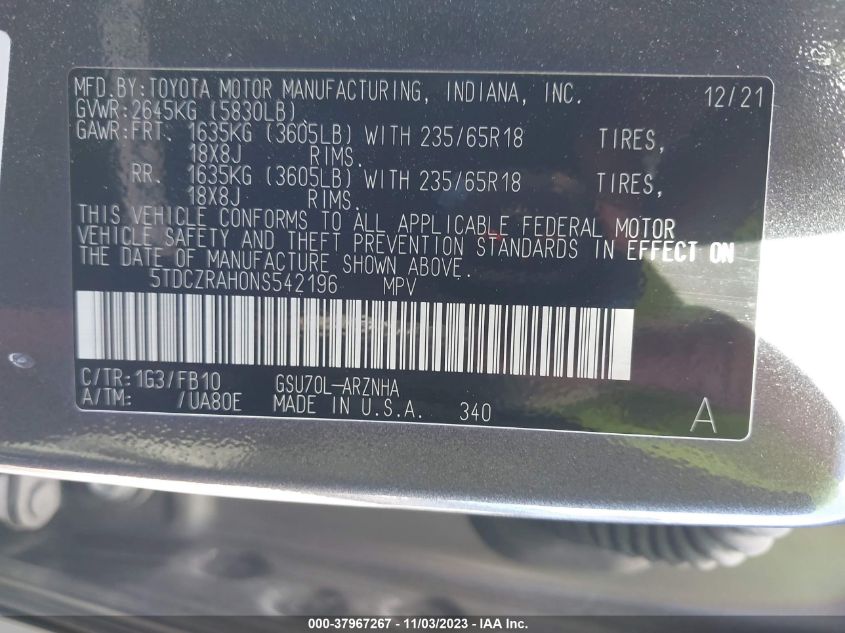 MFD.BY:TOYOTA MOTOR MANUFACTURING, INDIANA, INC. 12/21
GVWR:2645KG (5830LB)
GAWR:FRT. 1635KG (3605LB) WITH 235/65R18 TIRES,
18X8J RIMS.
RR. 1635KG (3605LB) WITH 235/65R18 TIRES,
18X8J RIMS.
THIS VEHICLE CONFORMS TO ALL APPLICABLE FEDERAL MOTOR
VEHICLE SAFETY AND THEFT PREVENTION STANDARDS IN EFFECT ON
THE DATE OF MANUFACTURE SHOWN ABOVE.
5TDCZRAH0NS542196 MPV
C/TR:1G3/FB10 GSU70L-ARZNHA
A/TM: /UA80E MADE IN U.S.A. 340 A
000-37967267 - 11/03/2023 - IAA Inc.